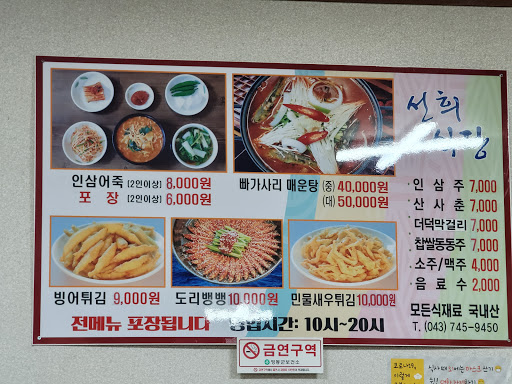 선희식당
인삼어죽 [2인이상] 8,000원
포 장 [2인이상] 6,000원
빠가사리 매운탕 (중) 40,000원
(대) 50,000원
· 인 삼 주 7,000
· 산 사 춘 7,000
· 더덕막걸리 7,000
· 찹쌀동동주 7,000
· 소주/맥주 4,000
· 음 료 수 2,000
빙어튀김 9,000원
도리뱅뱅 10,000원
민물새우튀김 10,000원
모든식재료 국내산
전메뉴 포장됩니다 영업시간: 10시~20시
T. (043) 745-9450
금연구역
영동군보건소